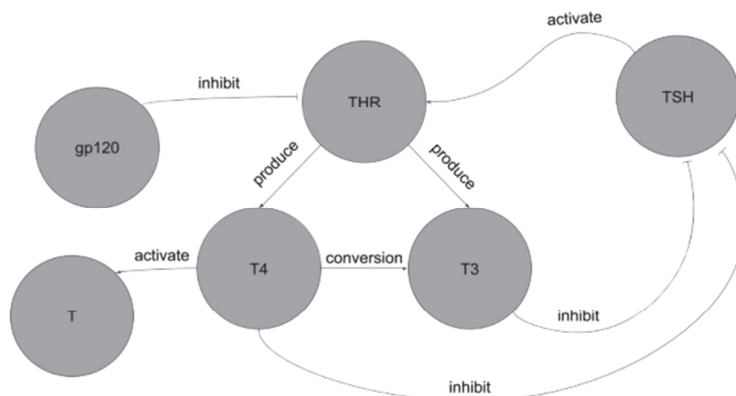 activate
inhibit
THR
TSH
gp120
produce
produce
activate
T4
conversion
T3
T
inhibit
inhibit